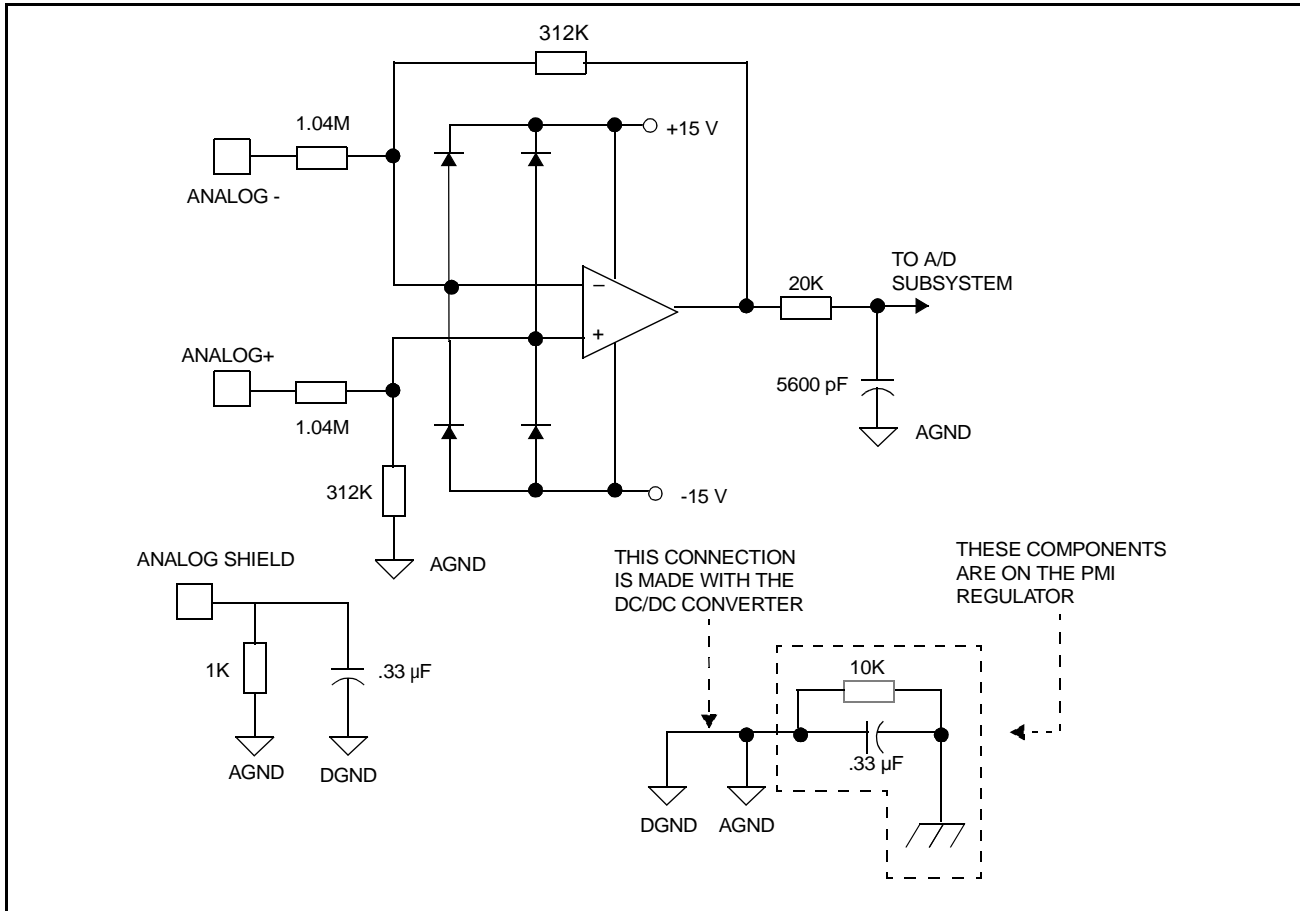 312K
1.04M
+15 V
ANALOG -
TO A/D
SUBSYSTEM
20K
−
+
ANALOG+
5600 pF
1.04M
AGND
312K
-15 V
ANALOG SHIELD
AGND
THIS CONNECTION
IS MADE WITH THE
DC/DC CONVERTER
THESE COMPONENTS
ARE ON THE PMI
REGULATOR
1K
.33 µF
10K
.33 µF
AGND
DGND
DGND
AGND